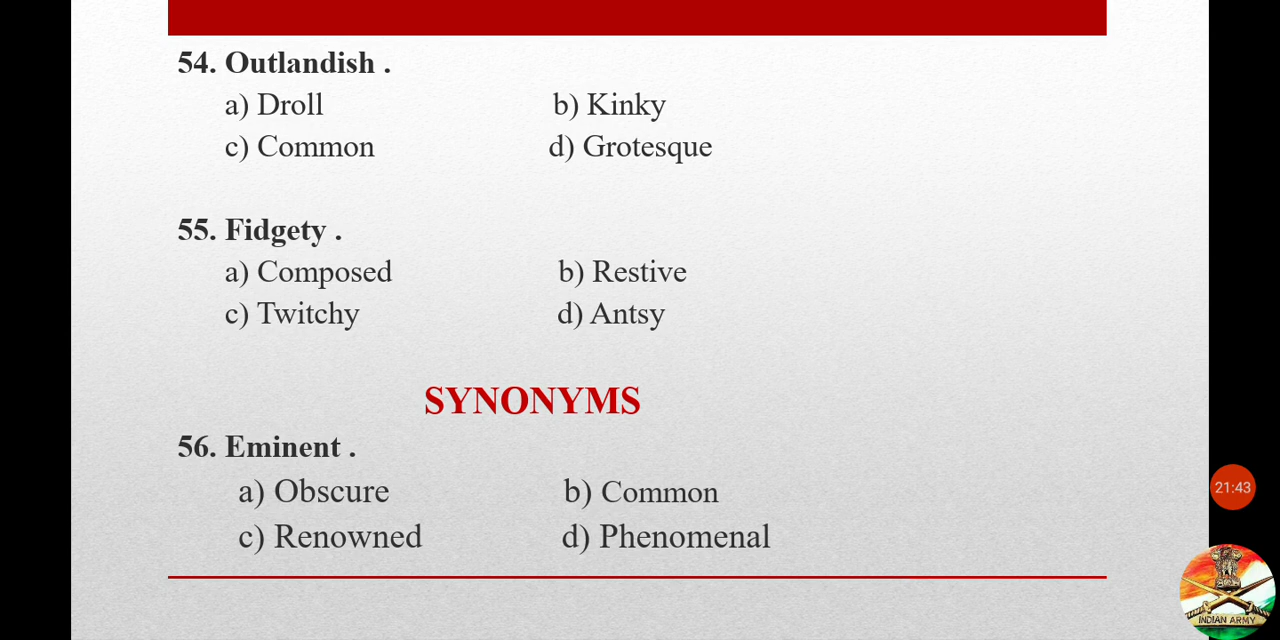 54. Outlandish .
a) Droll b) Kinky
c) Common d) Grotesque
55. Fidgety .
a) Composed b) Restive
c) Twitchy d) Antsy
SYNONYMS
56. Eminent .
a) Obscure b) Common
c) Renowned d) Phenomenal
21:43
INDIAN ARMY